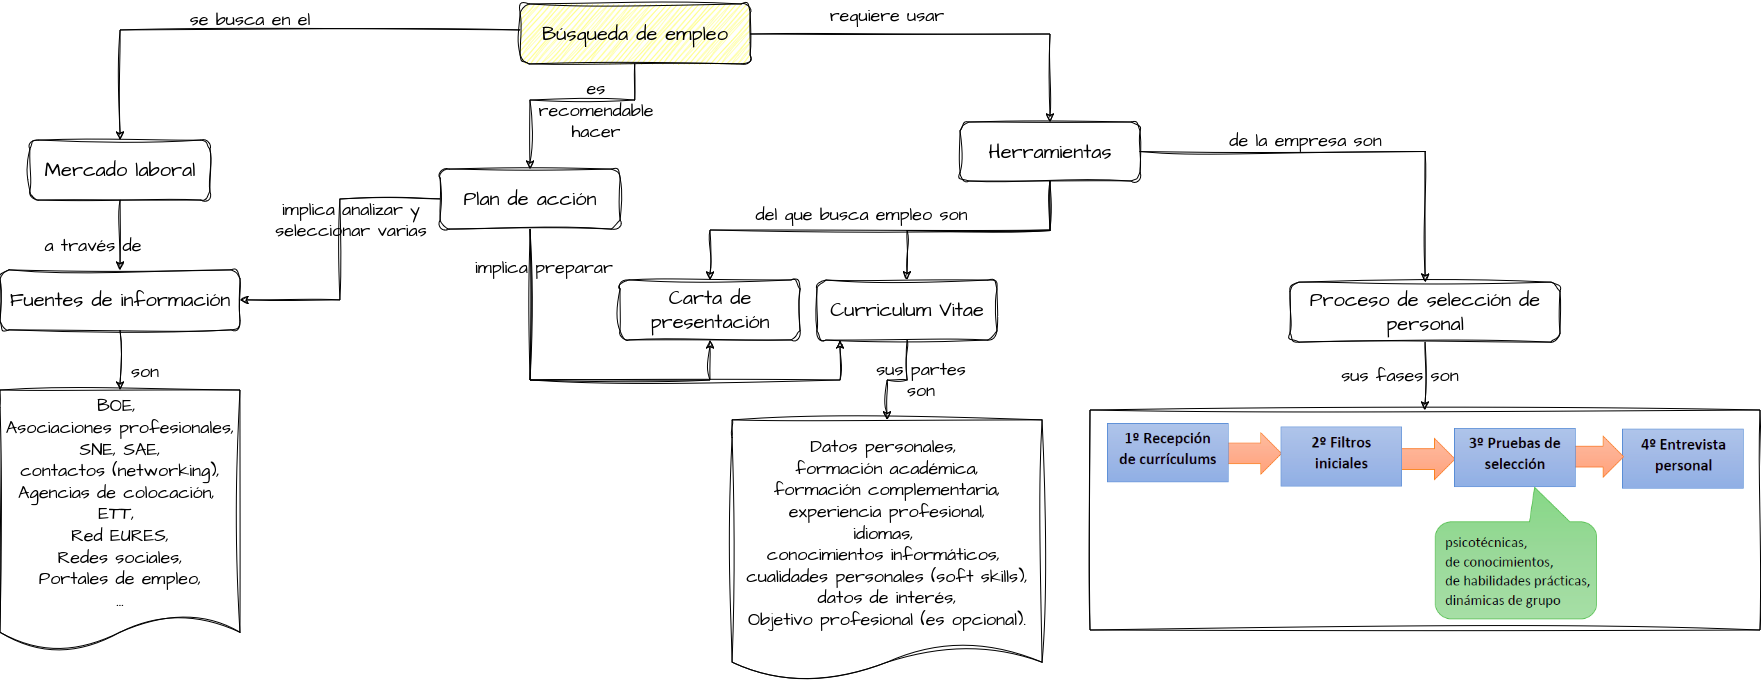 se busca en el
Búsqueda de empleo
requiere usar
es
recomendable
hacer
Mercado laboral
Plan de acción
Herramientas
de la empresa son
implica analizar y
seleccionar varias
a través de
del que busca empleo son
implica preparar
Fuentes de información
Carta de
presentación
Curriculum Vitae
Proceso de selección de
personal
son
sus partes
son
sus fases son
BOE,
Asociaciones profesionales,
SNE, SAE,
contactos (networking),
Agencias de colocación,
ETT,
Red EURES,
Redes sociales,
Portales de empleo,
...
Datos personales,
formación académica,
formación complementaria,
experiencia profesional,
idiomas,
conocimientos informáticos,
cualidades personales (soft skills),
datos de interés,
Objetivo profesional (es opcional).
1º Recepción
de currículums
2º Filtros
iniciales
3º Pruebas de
selección
4º Entrevista
personal
psicotécnicas,
de conocimientos,
de habilidades prácticas,
dinámicas de grupo